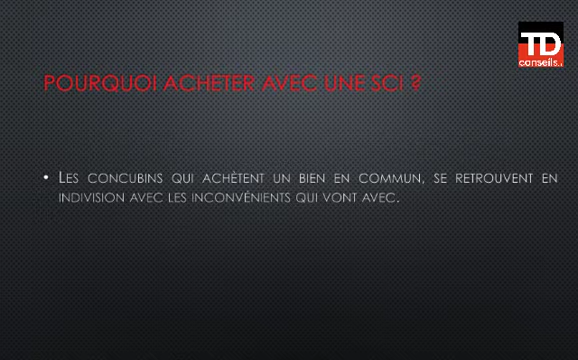 TD
conseils..
POURQUOI ACHETER AVEC UNE SCI ?
• LES CONCUBINS QUI ACHÈTENT UN BIEN EN COMMUN, SE RETROUVENT EN
INDIVISION AVEC LES INCONVÉNIENTS QUI VONT AVEC.